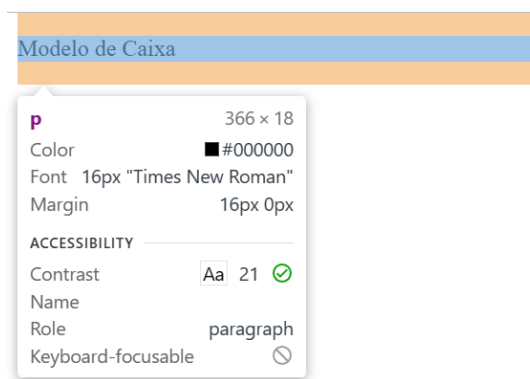 Modelo de Caixa
p 366 × 18
Color #000000
Font 16px "Times New Roman"
Margin 16px 0px
ACCESSIBILITY
Contrast Aa 21
Name
Role paragraph
Keyboard-focusable